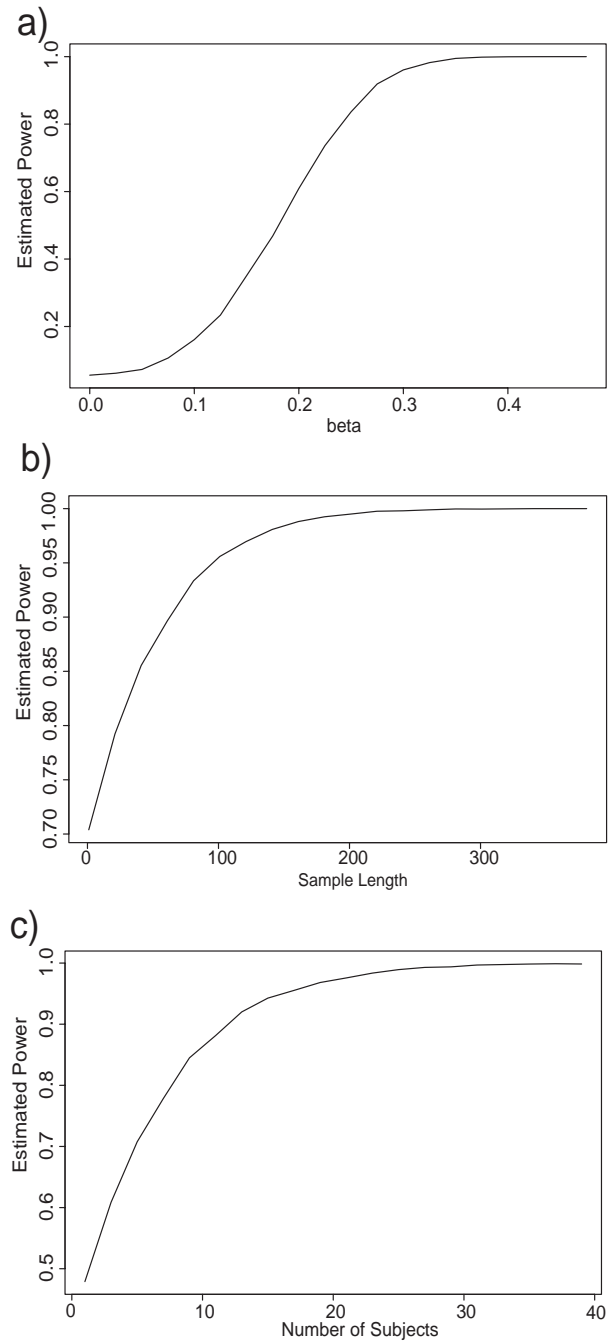 a)
Estimated Power
1.0
0.8
0.6
0.4
0.2
0.0 0.1 0.2 0.3 0.4
beta
b)
Estimated Power
1.00
0.95
0.90
0.85
0.80
0.75
0.70
0 100 200 300
Sample Length
c)
Estimated Power
1.0
0.9
0.8
0.7
0.6
0.5
0 10 20 30 40
Number of Subjects